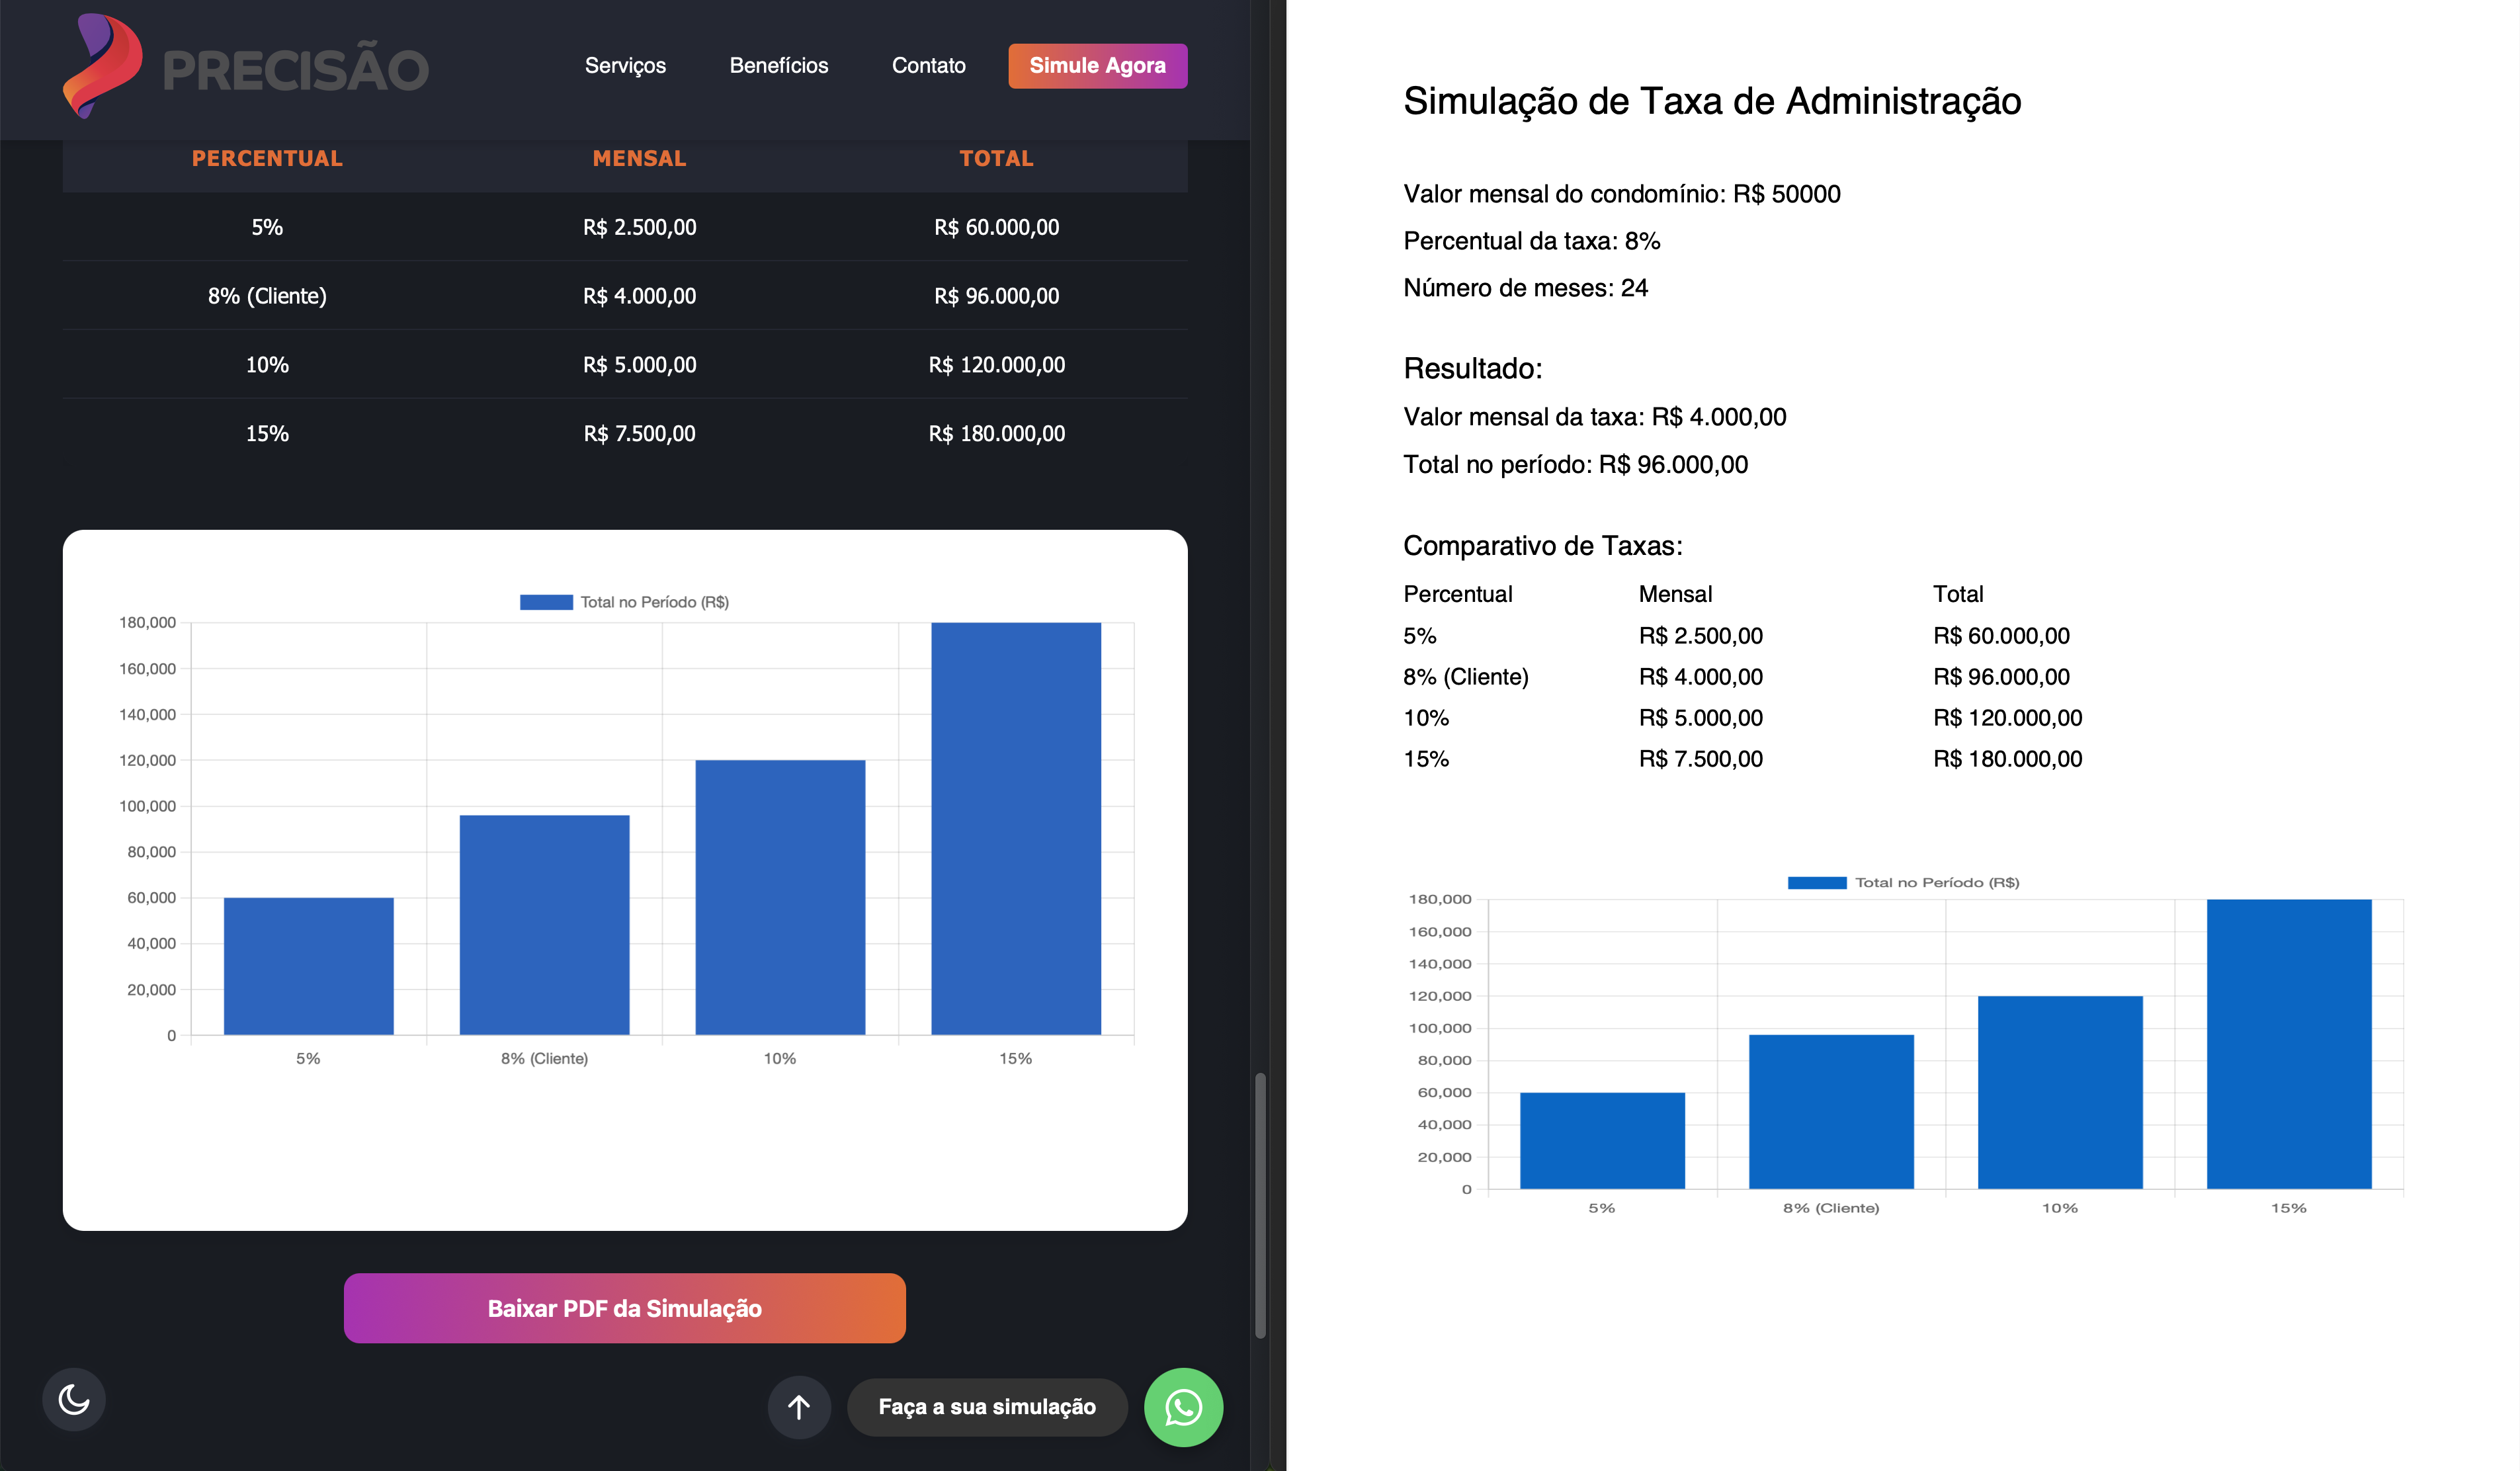 PRECISÃO
Serviços
Benefícios
Contato
Simule Agora
PERCENTUAL MENSAL TOTAL
5% R$ 2.500,00 R$ 60.000,00
8% (Cliente) R$ 4.000,00 R$ 96.000,00
10% R$ 5.000,00 R$ 120.000,00
15% R$ 7.500,00 R$ 180.000,00
Total no Período (R$)
180,000
160,000
140,000
120,000
100,000
80,000
60,000
40,000
20,000
0
5% 8% (Cliente) 10% 15%
Baixar PDF da Simulação
Faça a sua simulação
Simulação de Taxa de Administração
Valor mensal do condomínio: R$ 50000
Percentual da taxa: 8%
Número de meses: 24
Resultado:
Valor mensal da taxa: R$ 4.000,00
Total no período: R$ 96.000,00
Comparativo de Taxas:
Percentual Mensal Total
5% R$ 2.500,00 R$ 60.000,00
8% (Cliente) R$ 4.000,00 R$ 96.000,00
10% R$ 5.000,00 R$ 120.000,00
15% R$ 7.500,00 R$ 180.000,00
Total no Período (R$)
180,000
160,000
140,000
120,000
100,000
80,000
60,000
40,000
20,000
0
5% 8% (Cliente) 10% 15%